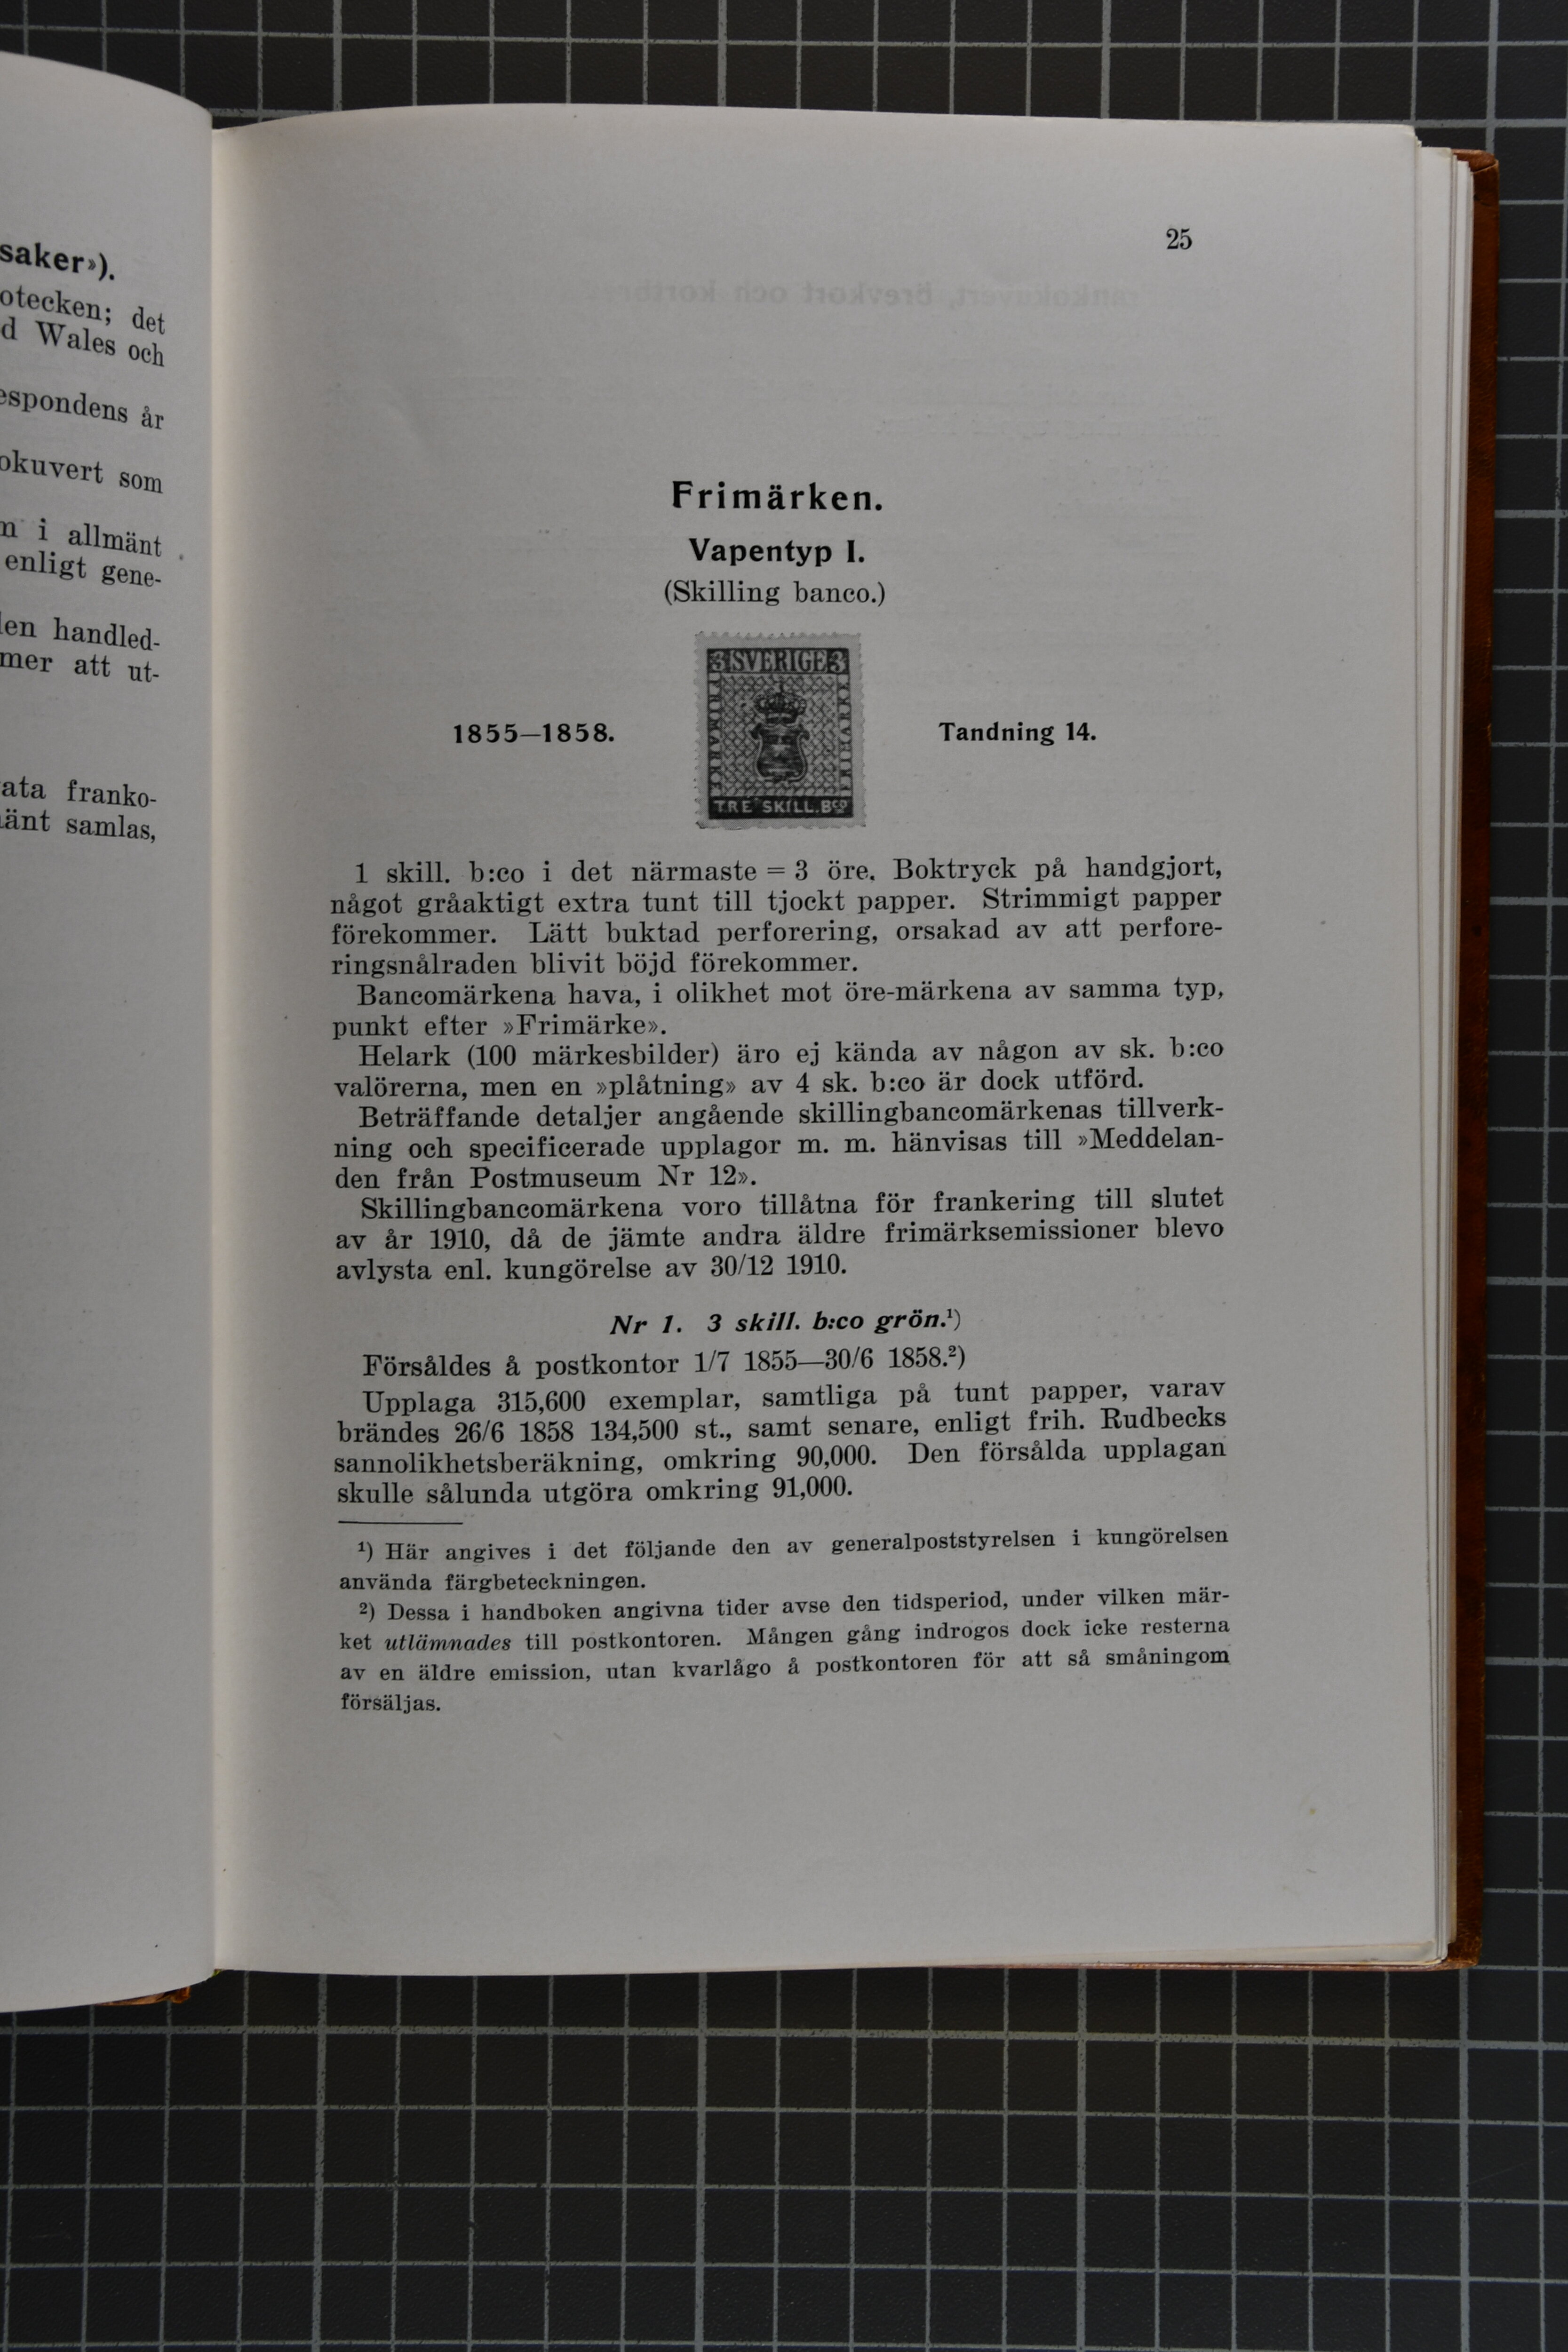 saker»).
otecken; det
d Wales och
espondens år
okuvert som
m i allmänt
enligt gene-
len handled-
mer att ut-
ata franko-
änt samlas,
25
Frimärken.
Vapentyp I.
(Skilling banco.)
1855—1858.
3 SVERIGE 3
FRIMÄRKE
FRIMÄRKE
TRE SKILL. BCO
Tandning 14.
1 skill. b:co i det närmaste = 3 öre. Boktryck på handgjort,
något gråaktigt extra tunt till tjockt papper. Strimmigt papper
förekommer. Lätt buktad perforering, orsakad av att perfore-
ringsnålraden blivit böjd förekommer.
Bancomärkena hava, i olikhet mot öre-märkena av samma typ,
punkt efter »Frimärke».
Helark (100 märkesbilder) äro ej kända av någon av sk. b:co
valörerna, men en »plåtning» av 4 sk. b:co är dock utförd.
Beträffande detaljer angående skillingbancomärkenas tillverk-
ning och specificerade upplagor m. m. hänvisas till »Meddelan-
den från Postmuseum Nr 12».
Skillingbancomärkena voro tillåtna för frankering till slutet
av år 1910, då de jämte andra äldre frimärksemissioner blevo
avlysta enl. kungörelse av 30/12 1910.
Nr 1. 3 skill. b:co grön.¹)
Försåldes å postkontor 1/7 1855—30/6 1858.²)
Upplaga 315,600 exemplar, samtliga på tunt papper, varav
brändes 26/6 1858 134,500 st., samt senare, enligt frih. Rudbecks
sannolikhetsberäkning, omkring 90,000. Den försålda upplagan
skulle sålunda utgöra omkring 91,000.
¹) Här angives i det följande den av generalpoststyrelsen i kungörelsen
använda färgbeteckningen.
²) Dessa i handboken angivna tider avse den tidsperiod, under vilken mär-
ket utlämnades till postkontoren. Mången gång indrogos dock icke resterna
av en äldre emission, utan kvarlågo å postkontoren för att så småningom
försäljas.